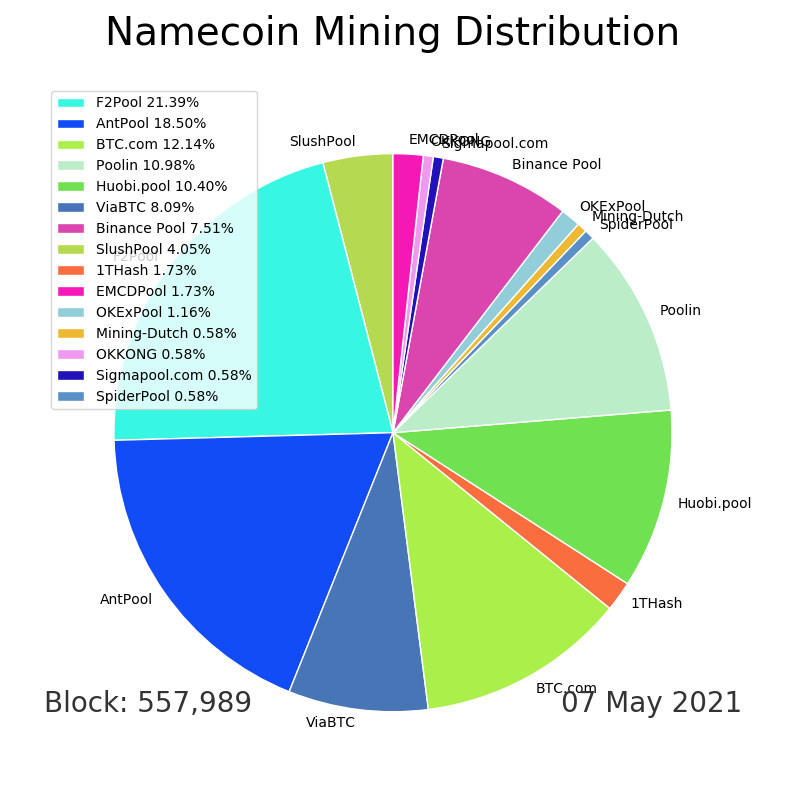 Namecoin Mining Distribution
F2Pool 21.39%
AntPool 18.50%
BTC.com 12.14%
Poolin 10.98%
Huobi.pool 10.40%
ViaBTC 8.09%
Binance Pool 7.51%
SlushPool 4.05%
1THash 1.73%
EMCDPool 1.73%
OKExPool 1.16%
Mining-Dutch 0.58%
OKKONG 0.58%
Sigmapool.com 0.58%
SpiderPool 0.58%
SlushPool
EMCDPool
OKKONG
Sigmapool.com
Binance Pool
OKExPool
Mining-Dutch
SpiderPool
F2Pool
Poolin
Huobi.pool
AntPool
1THash
BTC.com
ViaBTC
Block: 557,989
07 May 2021